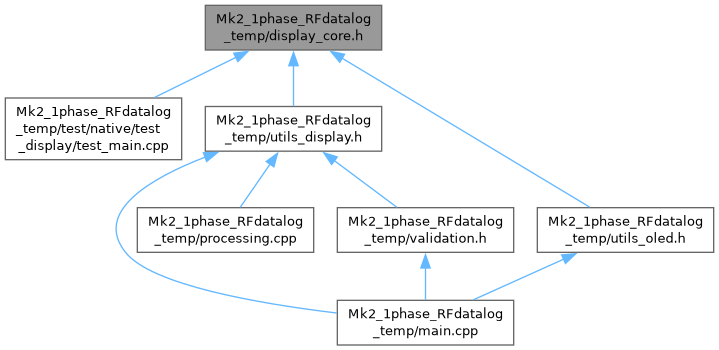 Mk2_1phase_RFdatalog
_temp/display_core.h
Mk2_1phase_RFdatalog
_temp/test/native/test
_display/test_main.cpp
Mk2_1phase_RFdatalog
_temp/utils_display.h
Mk2_1phase_RFdatalog
_temp/processing.cpp
Mk2_1phase_RFdatalog
_temp/validation.h
Mk2_1phase_RFdatalog
_temp/utils_oled.h
Mk2_1phase_RFdatalog
_temp/main.cpp